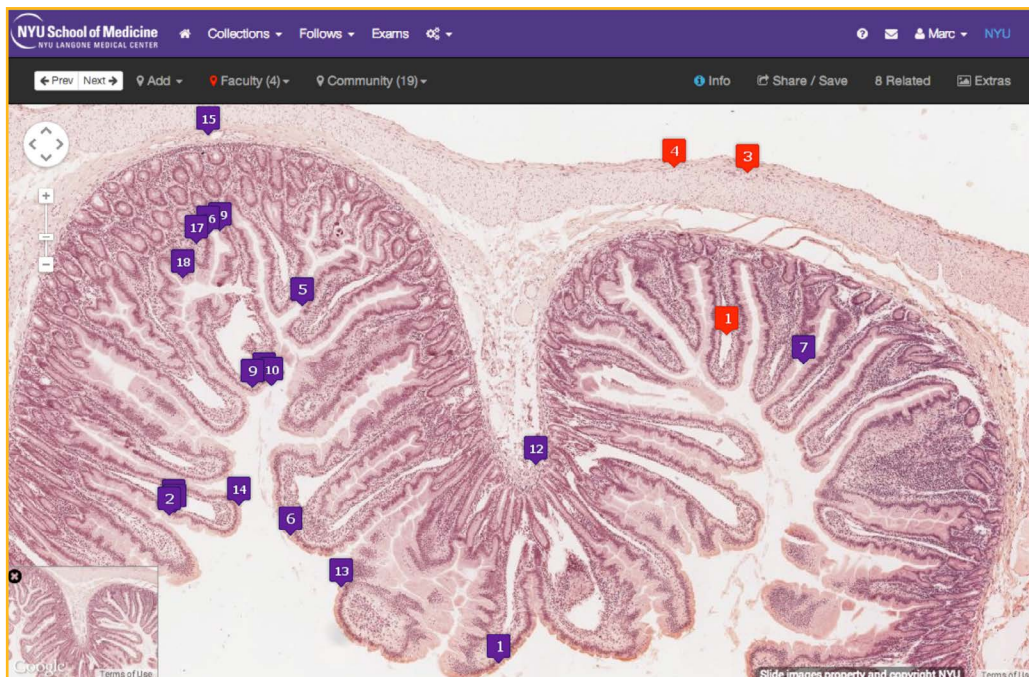 NYU School of Medicine
NYU LANGONE MEDICAL CENTER
Collections Follows Exams Marc NYU
Prev Next Add Faculty (4) Community (19) Info Share / Save 8 Related Extras
15
4 3
6 9
17
18
5
1
7
9 10
12
2 14
6
13
1
Google Terms of Use Slide images property and copyright NYU Terms of